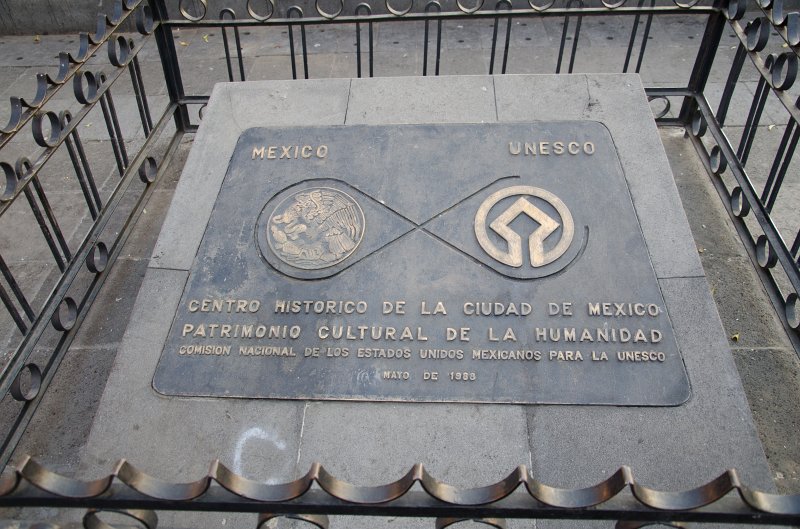 MEXICO UNESCO
CENTRO HISTORICO DE LA CIUDAD DE MEXICO
PATRIMONIO CULTURAL DE LA HUMANIDAD
COMISION NACIONAL DE LOS ESTADOS UNIDOS MEXICANOS PARA LA UNESCO
MAYO DE 1988